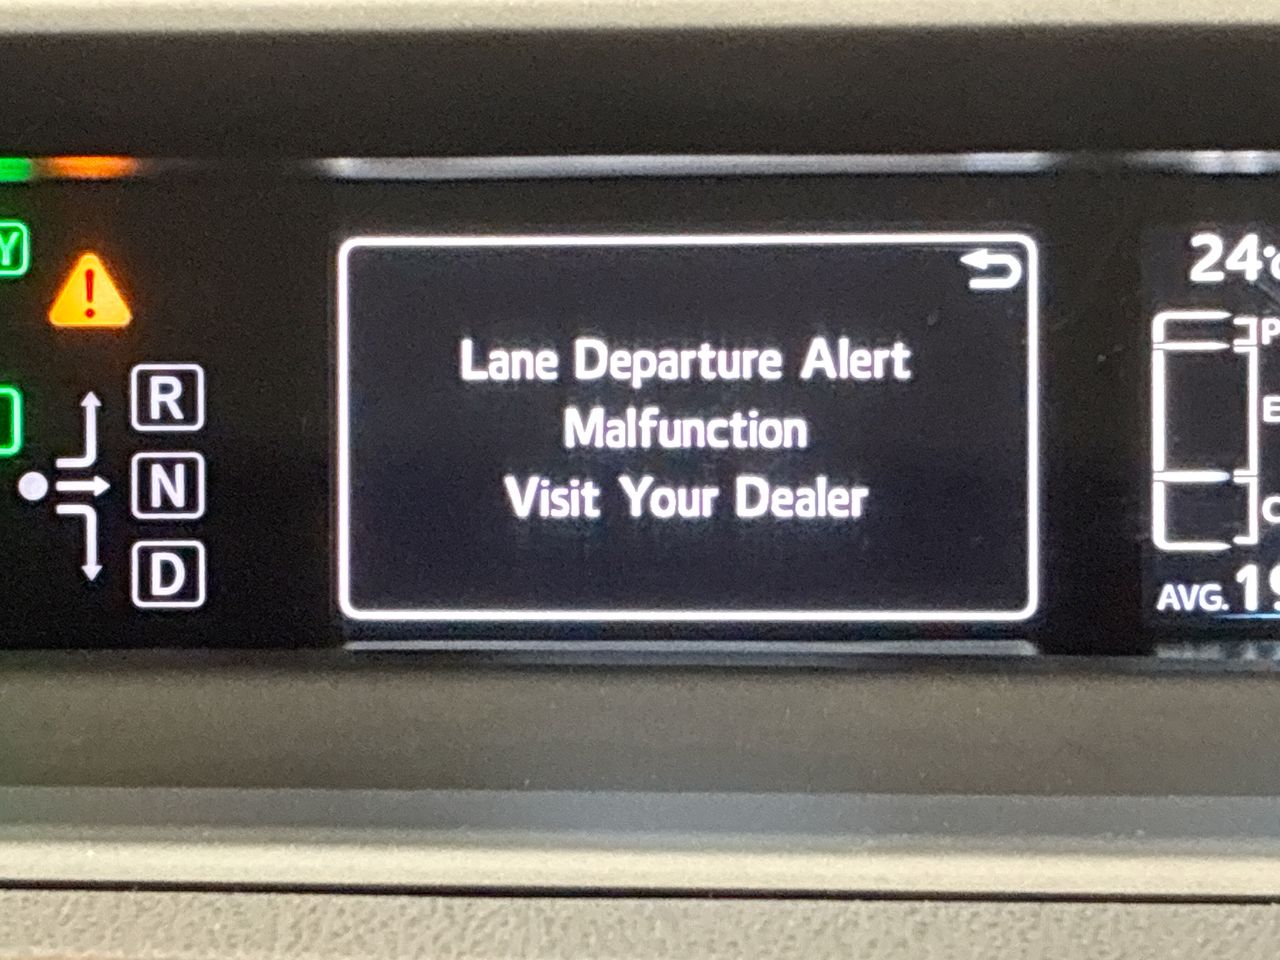 Y
24°C
Lane Departure Alert
Malfunction
Visit Your Dealer
R
N
D
P
E
C
AVG.